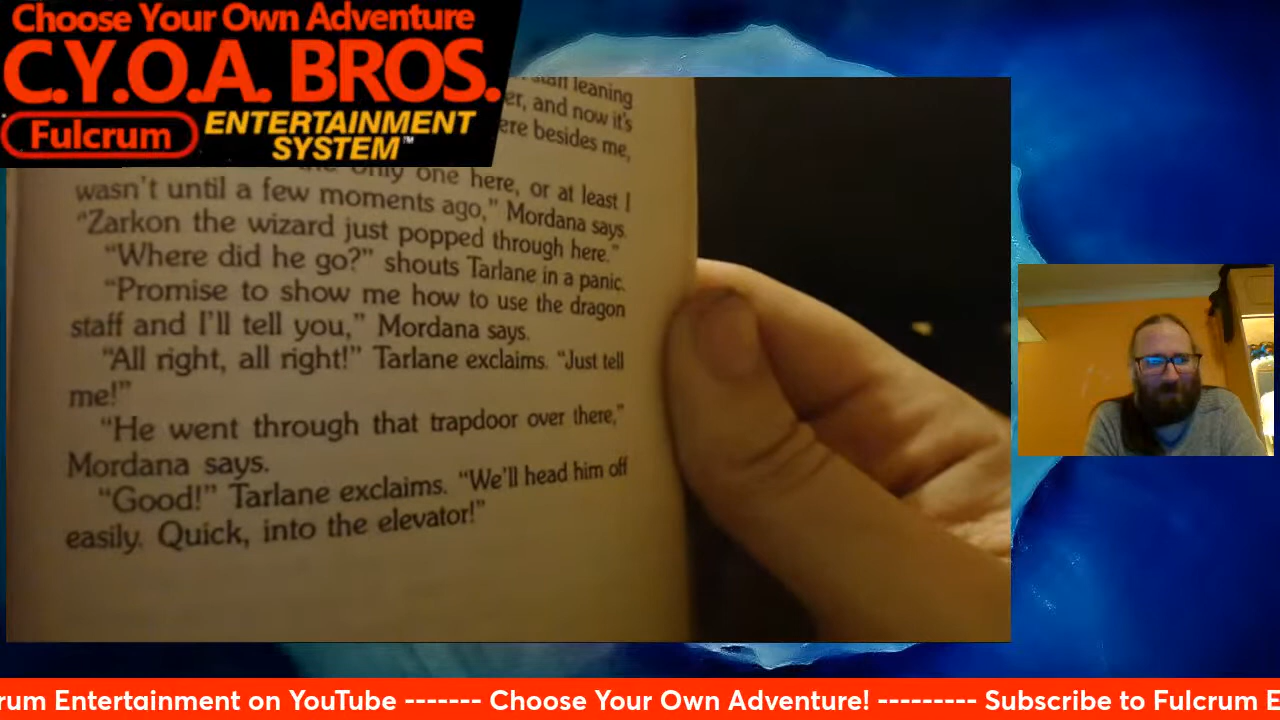 Choose Your Own Adventure
C.Y.O.A. BROS.
Fulcrum
ENTERTAINMENT
SYSTEM™
staff leaning
er, and now it's
ere besides me,
only one here, or at least I
wasn't until a few moments ago," Mordana says.
"Zarkon the wizard just popped through here."
"Where did he go?" shouts Tarlane in a panic.
"Promise to show me how to use the dragon
staff and I'll tell you," Mordana says.
"All right, all right!" Tarlane exclaims. "Just tell
me!"
"He went through that trapdoor over there,"
Mordana says.
"Good!" Tarlane exclaims. "We'll head him off
easily. Quick, into the elevator!"
rum Entertainment on YouTube ------- Choose Your Own Adventure! --------- Subscribe to Fulcrum E